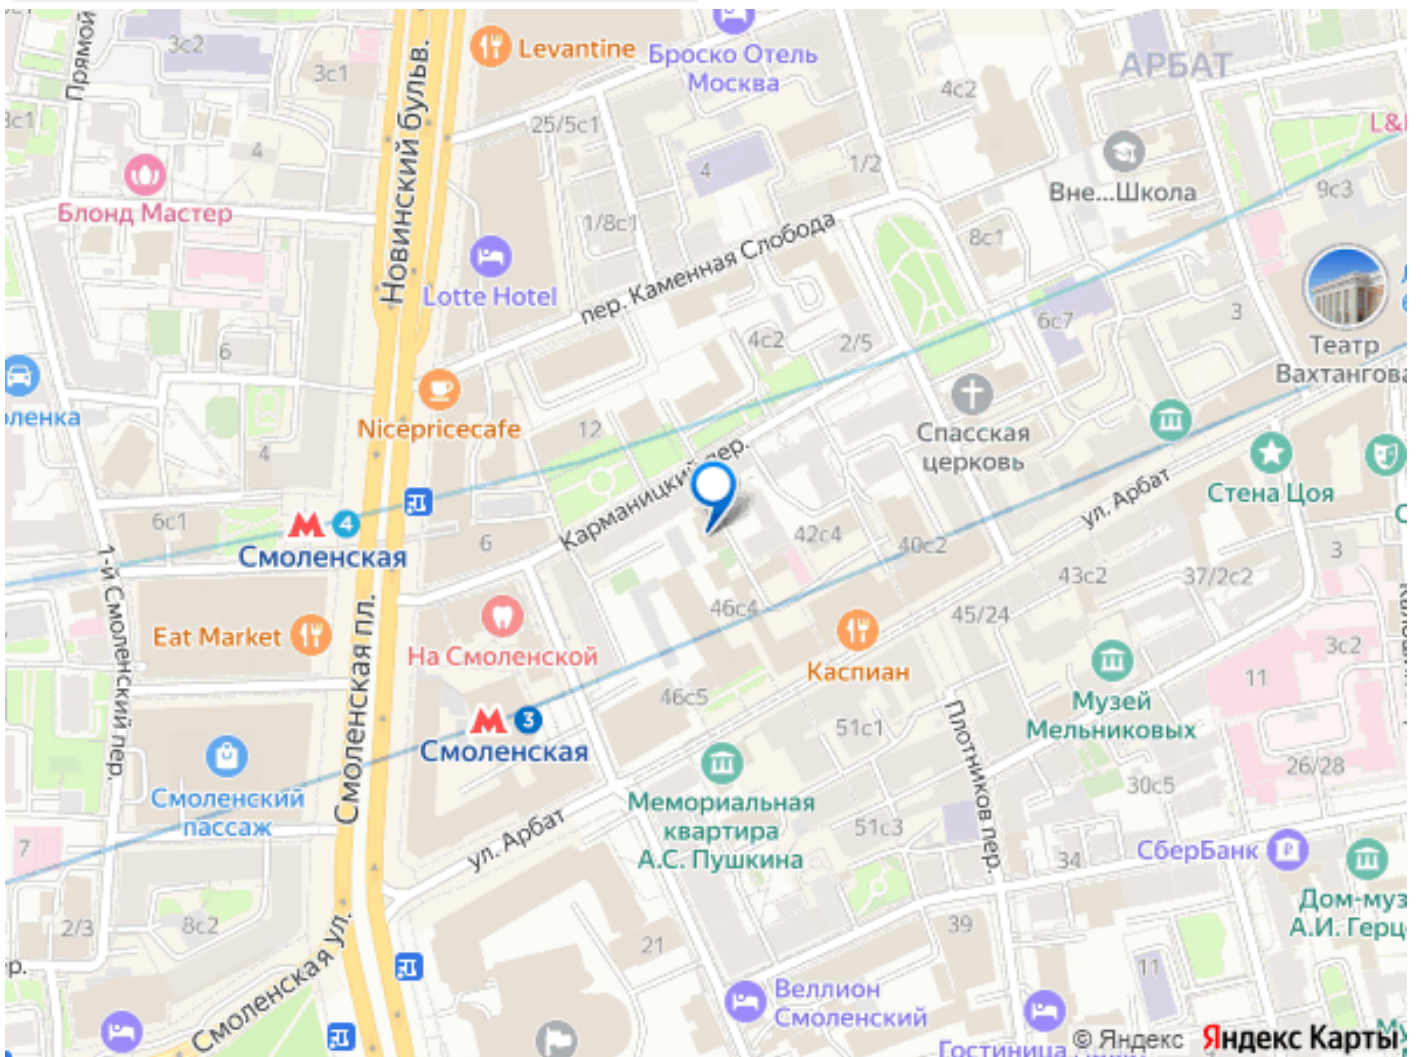 Прямой
3с2
3с1
Новинский бульв.
Levantine
Броско Отель
Москва
АРБАТ
4с2
25/5с1
3с1
4
4
1/2
Вне...Школа
9с3
Блонд Мастер
1/8с1
пер. Каменная Слобода
8с1
Lotte Hotel
6с7
3
4с2
2/5
6
Театр
Вахтангова
Nicepricecafe
12
4
Карманицкий пер.
Спасская
церковь
Стена Цоя
ул. Арбат
6с1
М 4
Смоленская
6
42с4
40с2
43с2
37/2с2
3
1-й Смоленский пер.
Смоленская пл.
46с4
45/24
Eat Market
На Смоленской
Каспиан
3с2
11
46с5
М 3
Смоленская
51с1
Плотников пер.
Музей
Мельниковых
26/28
30с5
Смоленский
пассаж
Мемориальная
квартира
А.С. Пушкина
51с3
ул. Арбат
7
34
СберБанк
2/3
8с2
Смоленская ул.
21
39
11
Веллион
Смоленский
Гостиница
© Яндекс Яндекс Карты